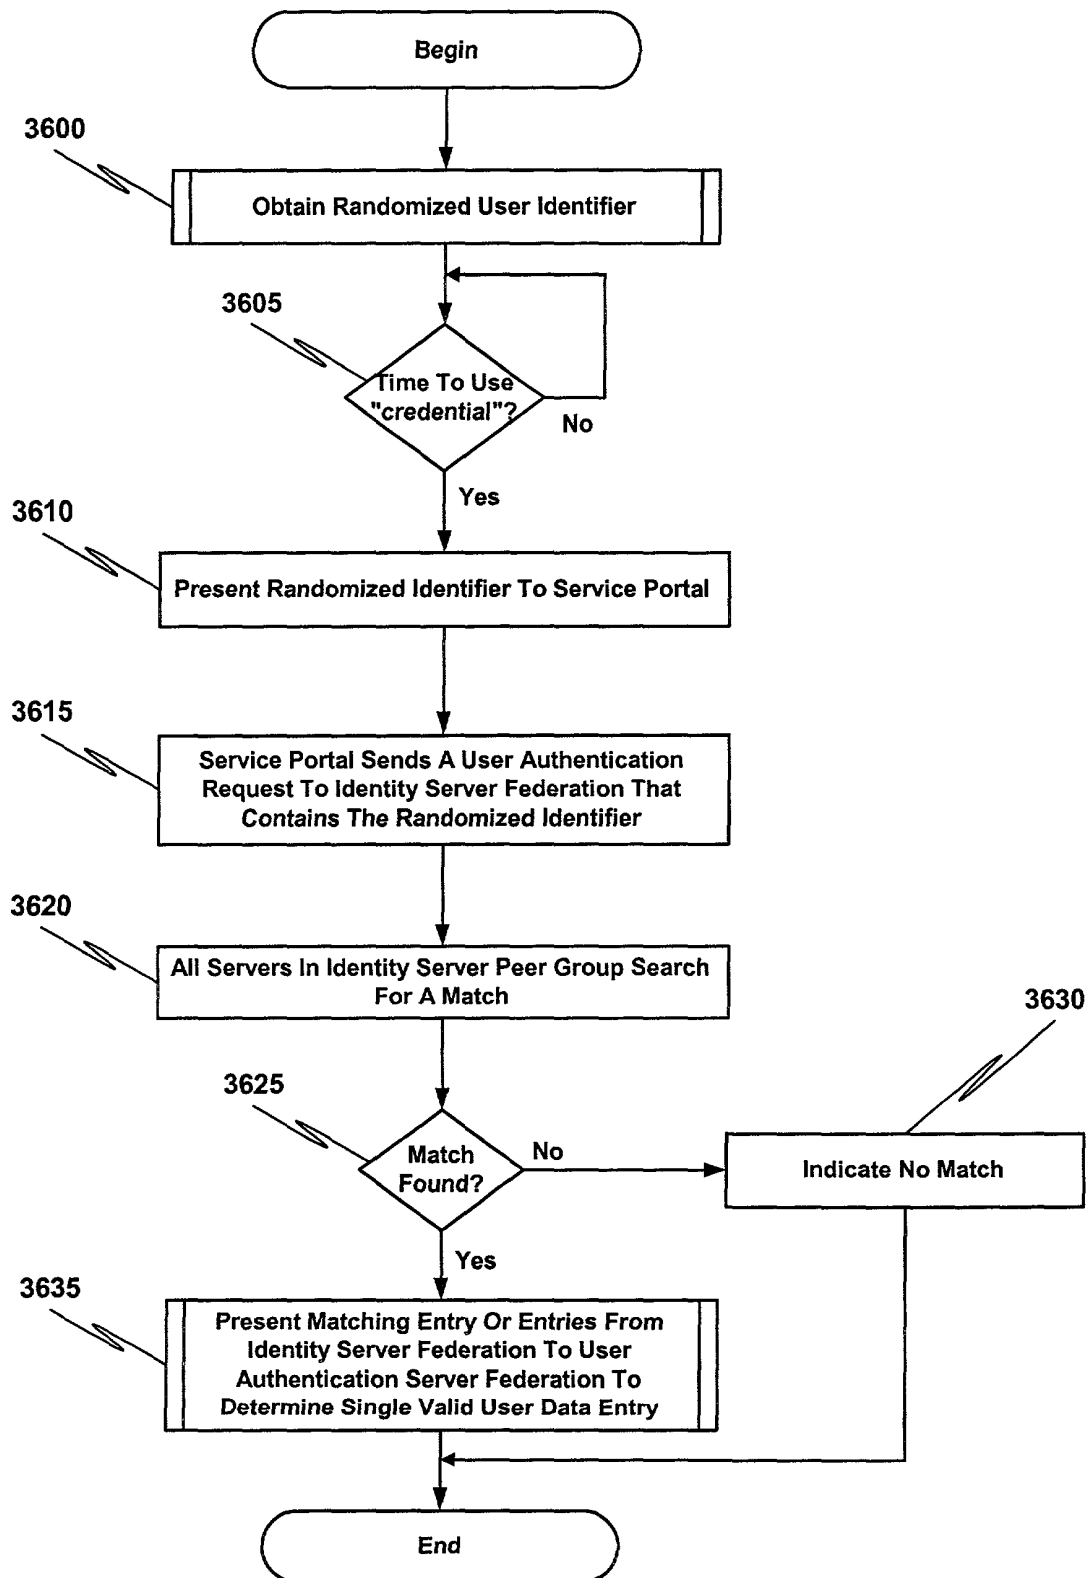 Begin
3600
Obtain Randomized User Identifier
3605
Time To Use
"credential"?
No
Yes
3610
Present Randomized Identifier To Service Portal
3615
Service Portal Sends A User Authentication
Request To Identity Server Federation That
Contains The Randomized Identifier
3620
All Servers In Identity Server Peer Group Search
For A Match
3625
Match
Found?
No
3630
Indicate No Match
Yes
3635
Present Matching Entry Or Entries From
Identity Server Federation To User
Authentication Server Federation To
Determine Single Valid User Data Entry
End